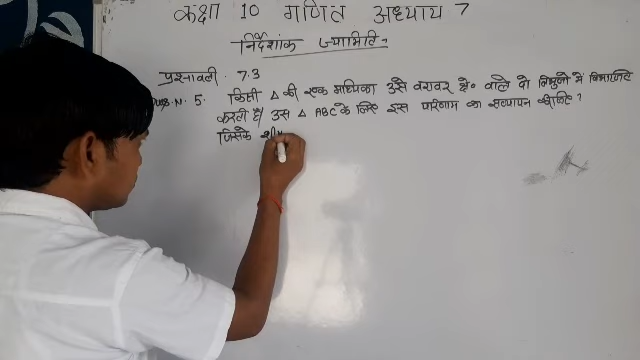 कक्षा 10 गणित अध्याय 7
निर्देशांक ज्यामिति -
प्रश्नावली. 7.3
N. 5. किसी △ की एक माध्यिका उसे बराबर क्षे० वाले दो त्रिभुजो में विभाजित
करती है। उस △ ABC के लिए इस परिणाम का सत्यापन कीजिए?
जिसके शी